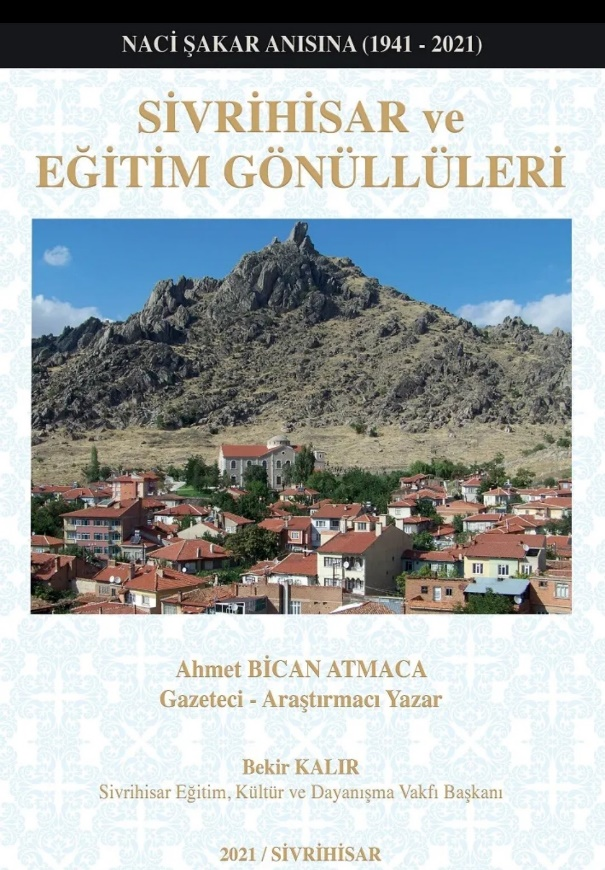 NACİ ŞAKAR ANISINA (1941 - 2021)
SİVRİHİSAR ve
EĞİTİM GÖNÜLLÜLERİ
Ahmet BİCAN ATMACA
Gazeteci - Araştırmacı Yazar
Bekir KALIR
Sivrihisar Eğitim, Kültür ve Dayanışma Vakfı Başkanı
2021 / SİVRİHİSAR